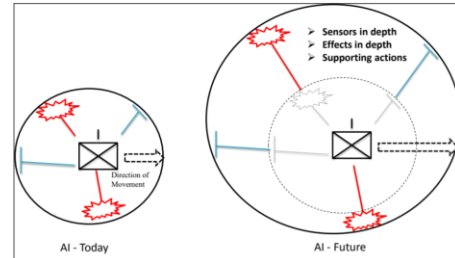 ➢ Sensors in depth
➢ Effects in depth
➢ Supporting actions
I
I
Direction of
Movement
AI - Today
AI - Future